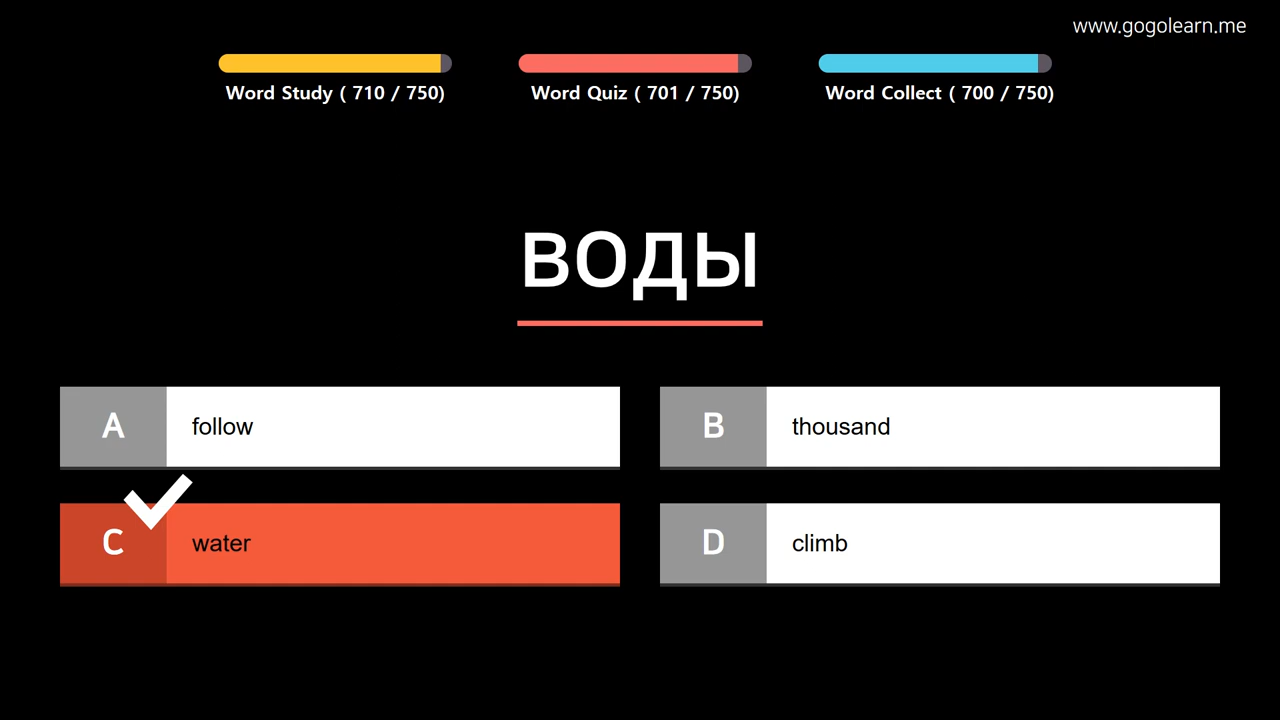 www.gogolearn.me
Word Study ( 710 / 750)
Word Quiz ( 701 / 750)
Word Collect ( 700 / 750)
воды
A
follow
B
thousand
C
water
D
climb